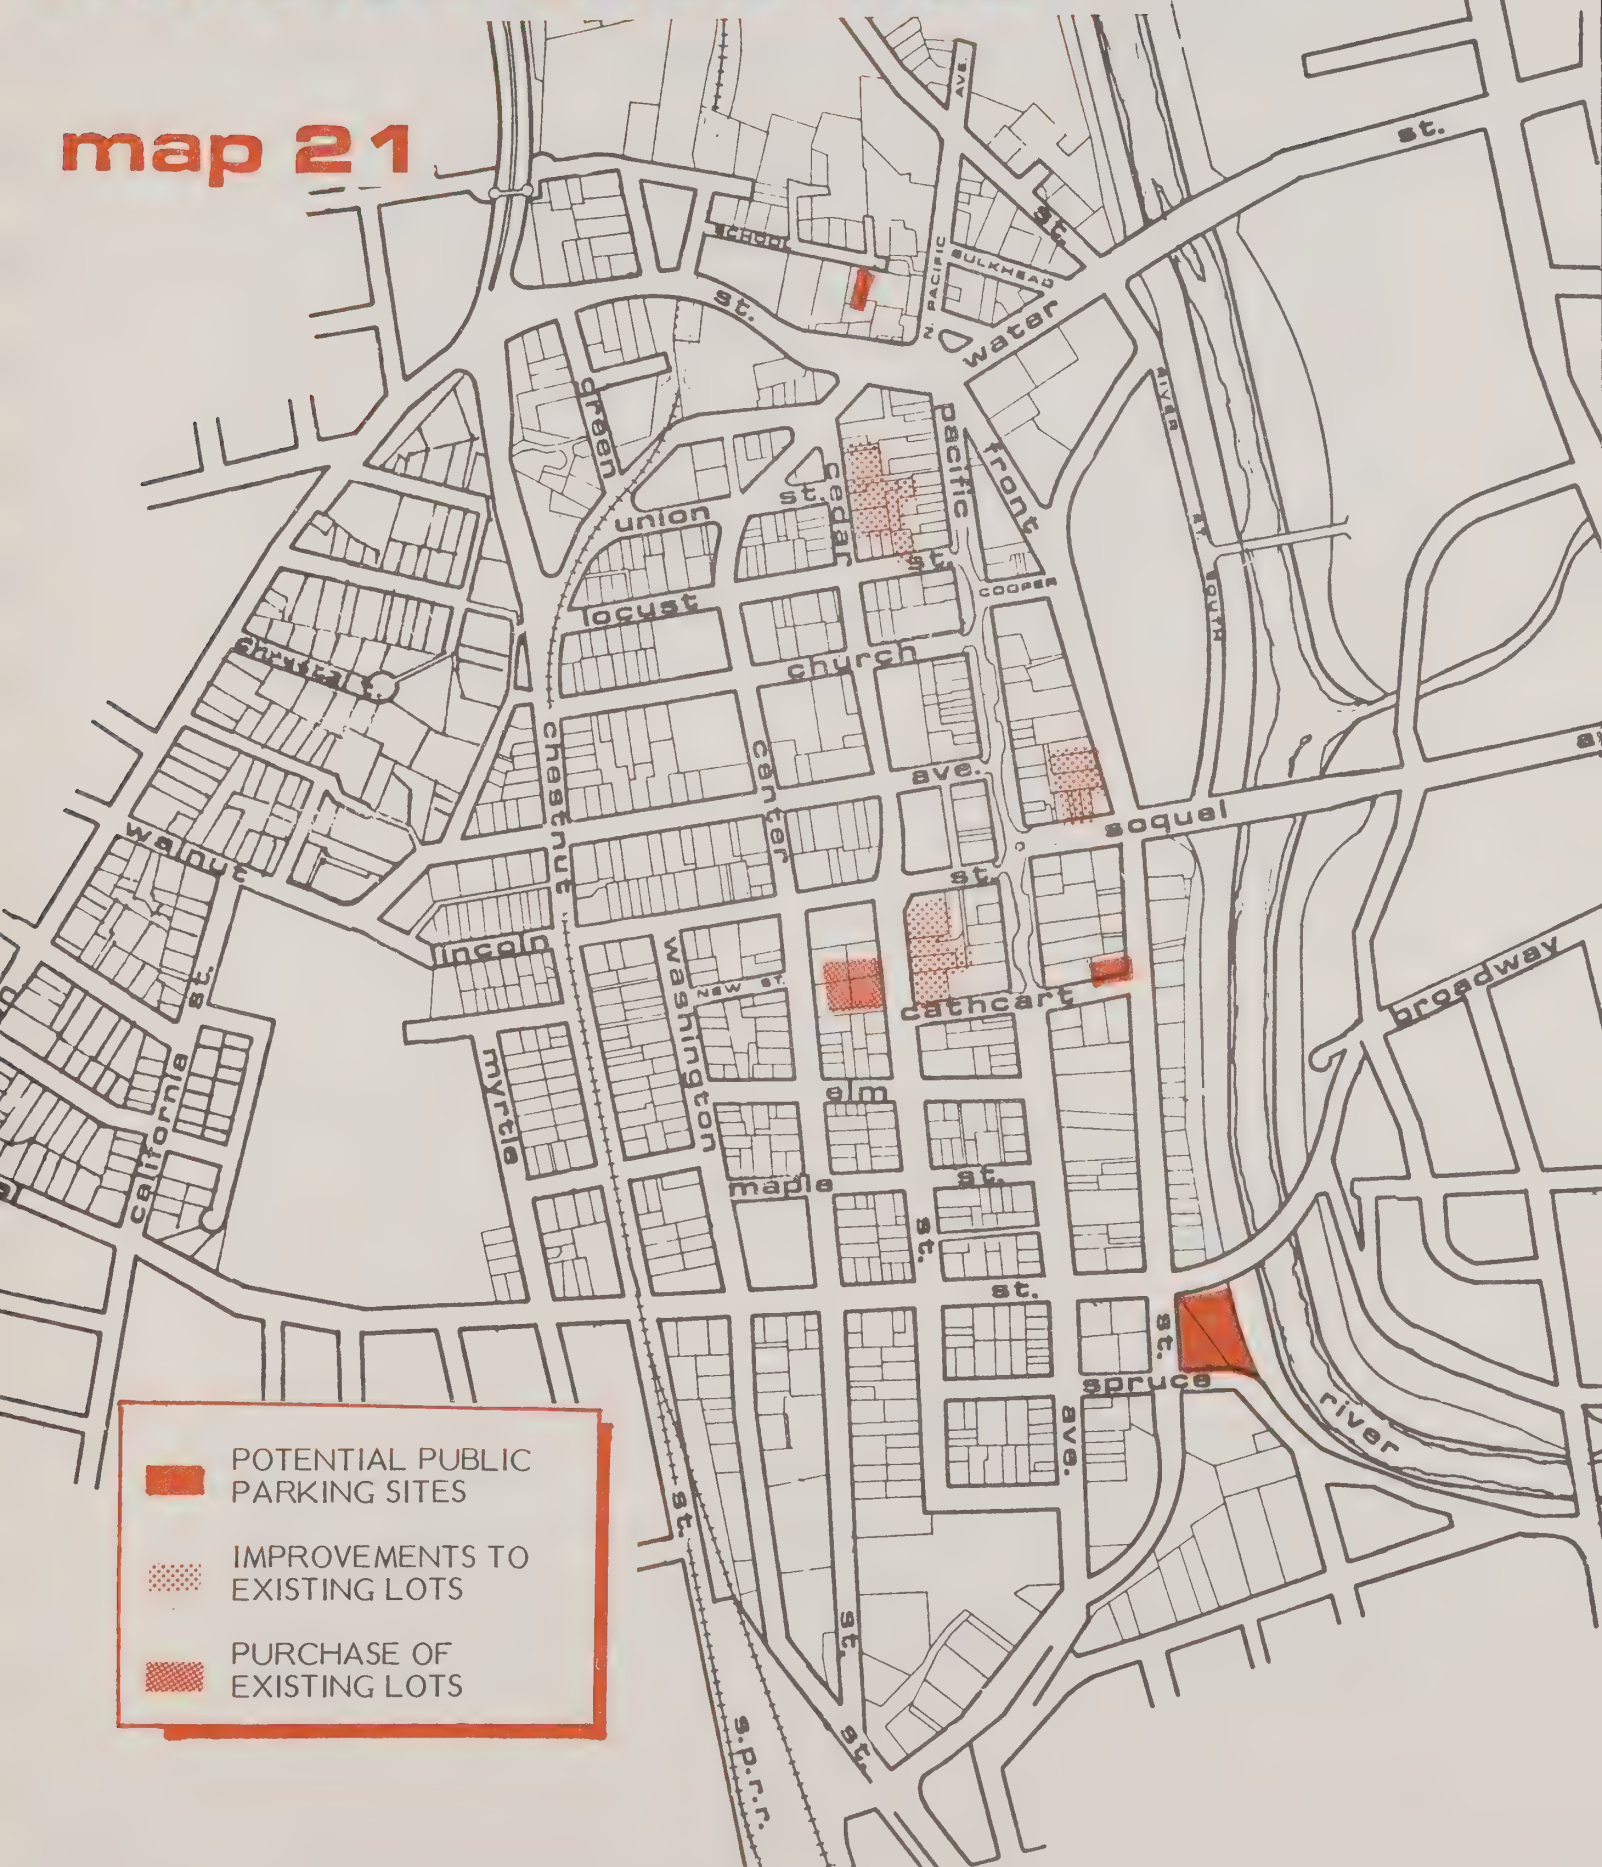 map 21
AVE.
st.
st.
SCHOOL
N. PACIFIC
BULKHEAD
st.
water
RIVER
green
pacific
front
cedar
st.
union
st.
ST.
COOPER
SOUTH
locust
church
chrystal t.
chestnut
center
ave.
soquel
walnut
st.
lincoln
washington
NEW ST.
cathcart
broadway
st.
california
myrtle
elm
maple
st.
st.
st.
st.
spruce
river
ave.
st.
st.
st.
s.p.r.r.
POTENTIAL PUBLIC
PARKING SITES
IMPROVEMENTS TO
EXISTING LOTS
PURCHASE OF
EXISTING LOTS